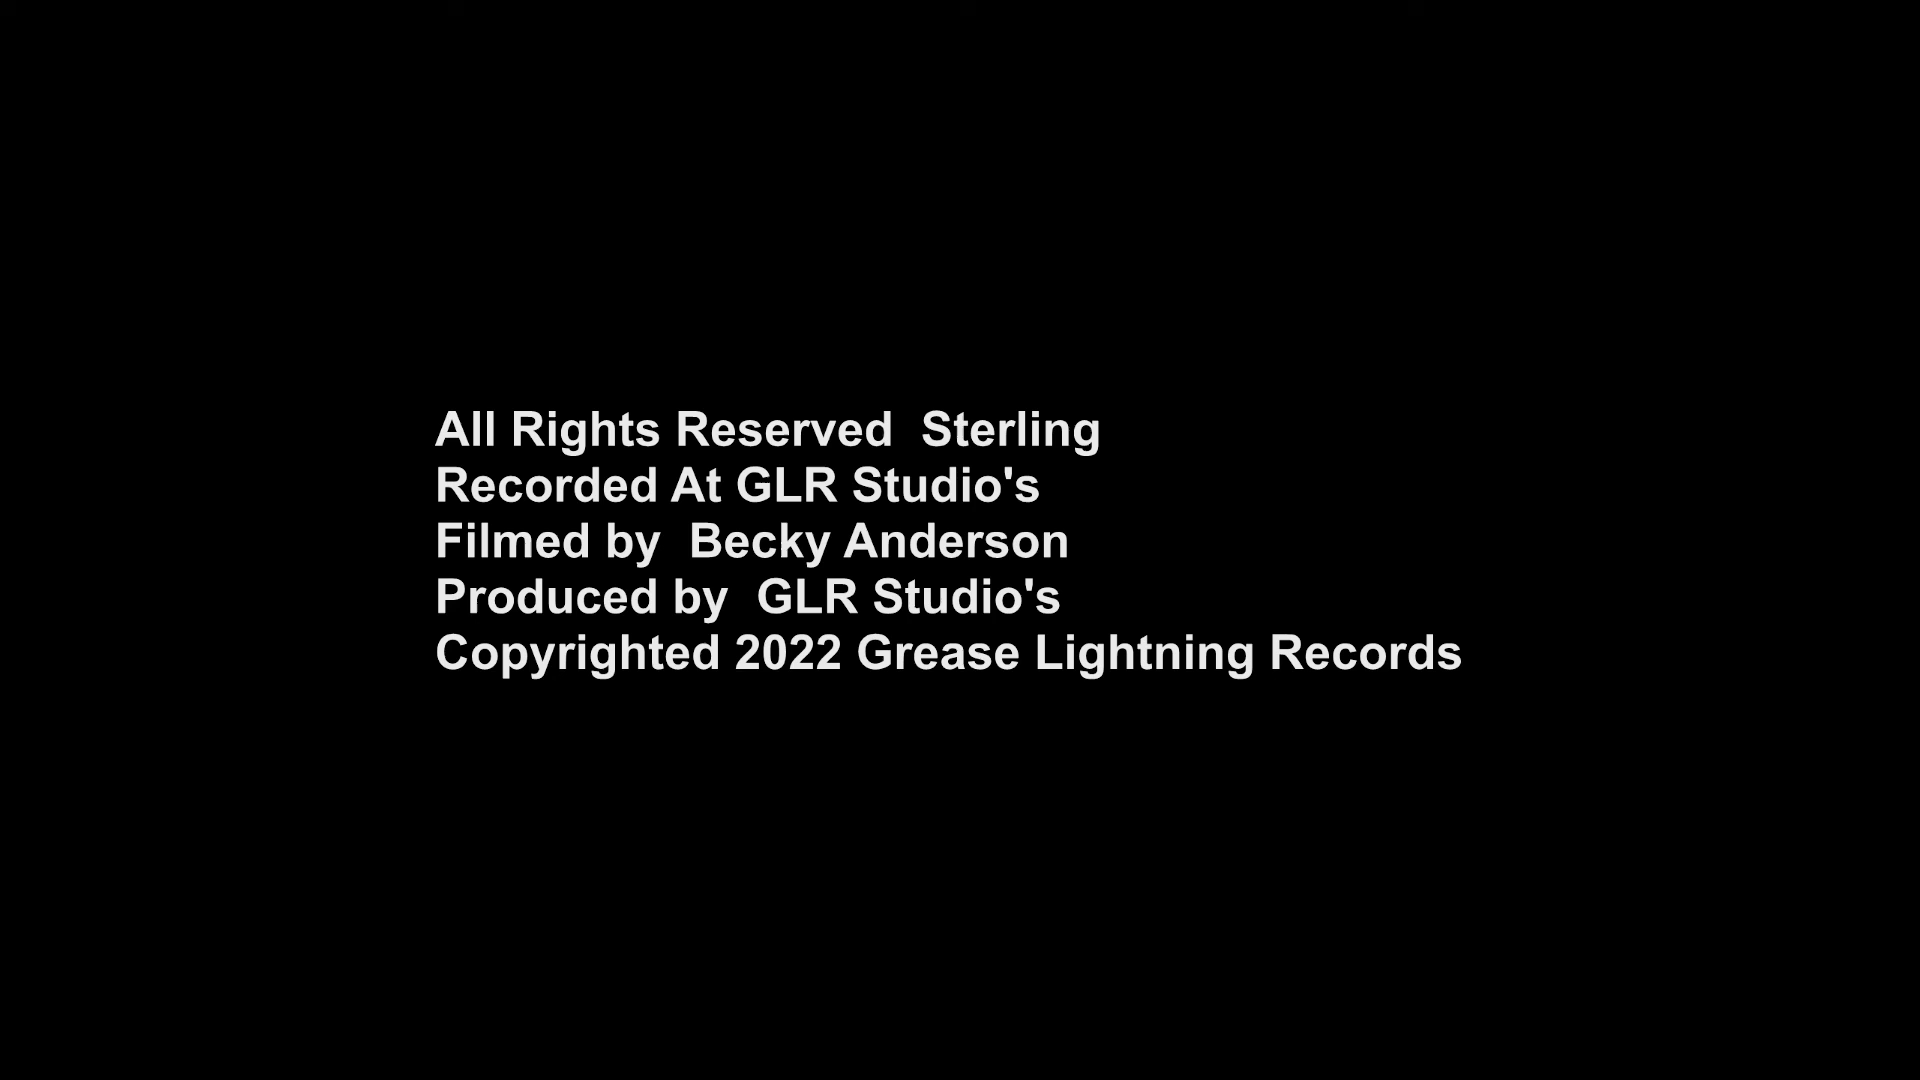 All Rights Reserved  Sterling
Recorded At GLR Studio's
Filmed by  Becky Anderson
Produced by  GLR Studio's
Copyrighted 2022 Grease Lightning Records